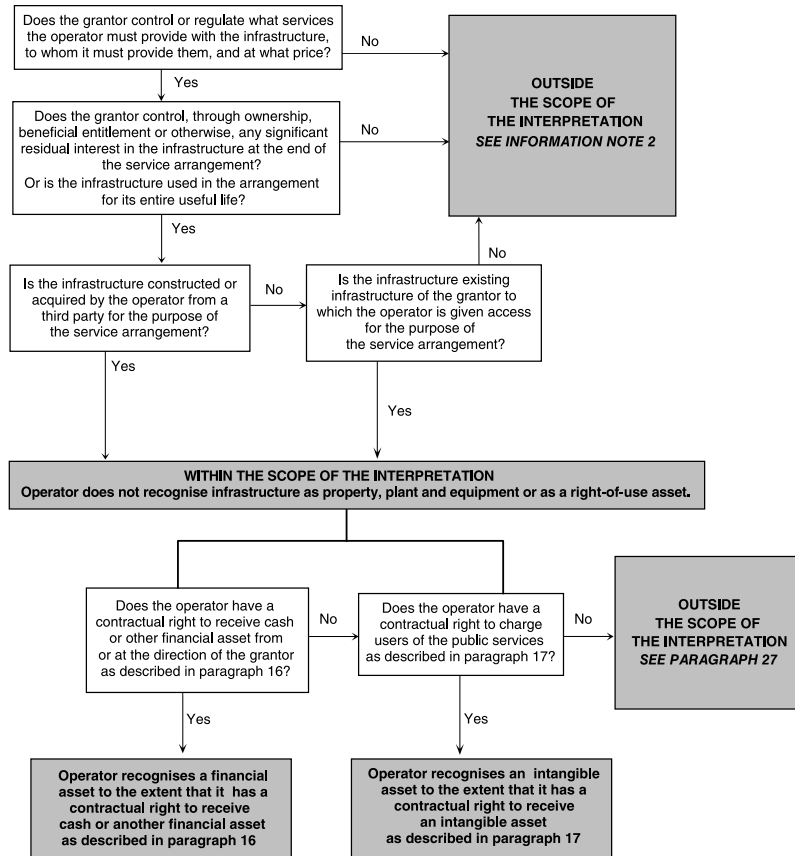 Does the grantor control or regulate what services
the operator must provide with the infrastructure,
to whom it must provide them, and at what price?
No
Yes
OUTSIDE
THE SCOPE OF
THE INTERPRETATION
SEE INFORMATION NOTE 2
Does the grantor control, through ownership,
beneficial entitlement or otherwise, any significant
residual interest in the infrastructure at the end of
the service arrangement?
Or is the infrastructure used in the arrangement
for its entire useful life?
No
Yes
No
Is the infrastructure constructed or
acquired by the operator from a
third party for the purpose of
the service arrangement?
No
Is the infrastructure existing
infrastructure of the grantor to
which the operator is given access
for the purpose of
the service arrangement?
Yes
Yes
WITHIN THE SCOPE OF THE INTERPRETATION
Operator does not recognise infrastructure as property, plant and equipment or as a right-of-use asset.
Does the operator have a
contractual right to receive cash
or other financial asset from
or at the direction of the grantor
as described in paragraph 16?
No
Does the operator have a
contractual right to charge
users of the public services
as described in paragraph 17?
No
OUTSIDE
THE SCOPE OF
THE INTERPRETATION
SEE PARAGRAPH 27
Yes
Yes
Operator recognises a financial
asset to the extent that it has a
contractual right to receive
cash or another financial asset
as described in paragraph 16
Operator recognises an intangible
asset to the extent that it has a
contractual right to receive
an intangible asset
as described in paragraph 17